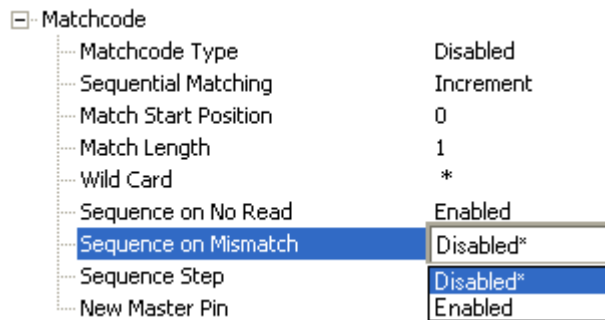 Matchcode
Matchcode Type Disabled
Sequential Matching Increment
Match Start Position 0
Match Length 1
Wild Card *
Sequence on No Read Enabled
Sequence on Mismatch Disabled*
Sequence Step Disabled*
New Master Pin Enabled